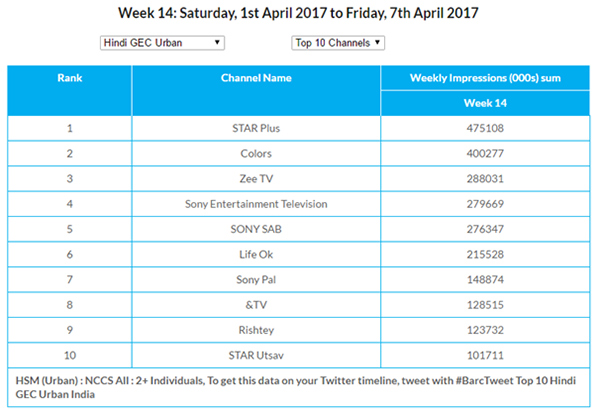 Week 14: Saturday, 1st April 2017 to Friday, 7th April 2017
Hindi GEC Urban Top 10 Channels
Rank Channel Name Weekly Impressions (000s) sum
Week 14
1 STAR Plus 475108
2 Colors 400277
3 Zee TV 288031
4 Sony Entertainment Television 279669
5 SONY SAB 276347
6 Life Ok 215528
7 Sony Pal 148874
8 &TV 128515
9 Rishtey 123732
10 STAR Utsav 101711
HSM (Urban) : NCCS All : 2+ Individuals, To get this data on your Twitter timeline, tweet with #BarcTweet Top 10 Hindi
GEC Urban India